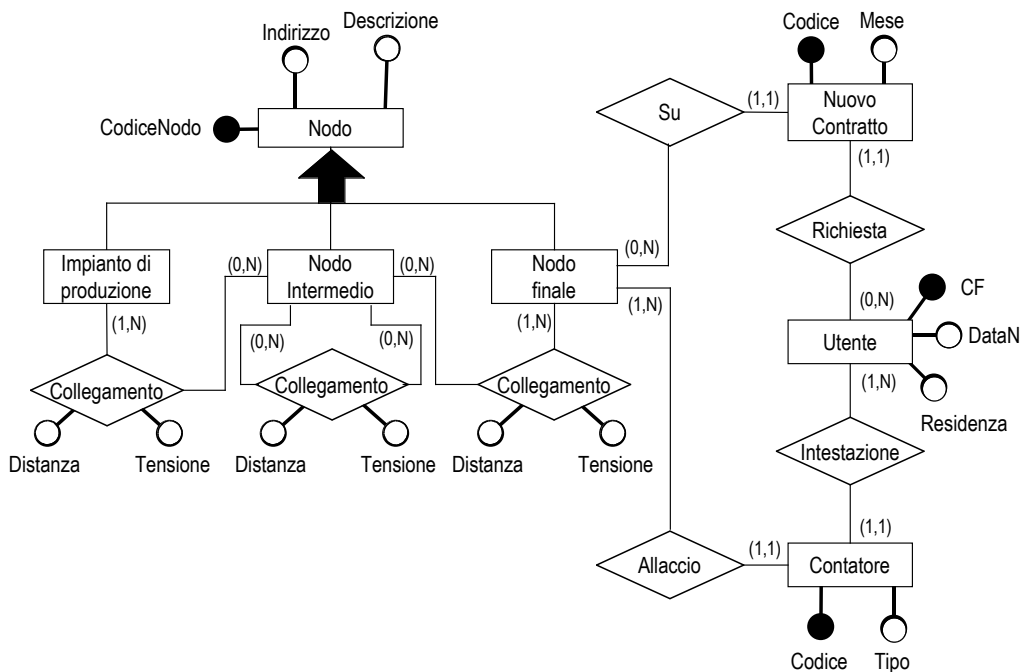 Indirizzo
Descrizione
CodiceNodo
Nodo
Impianto di
produzione
(1,N)
(0,N)
Nodo
Intermedio
(0,N)
(0,N)
(0,N)
Nodo
finale
(0,N)
(1,N)
(1,N)
Collegamento
Distanza
Tensione
Collegamento
Distanza
Tensione
Collegamento
Distanza
Tensione
Su
(1,1)
Codice
Mese
Nuovo
Contratto
(1,1)
Richiesta
(0,N)
CF
Utente
DataN
(1,N)
Residenza
Intestazione
(1,1)
Allaccio
(1,1)
Contatore
Codice
Tipo